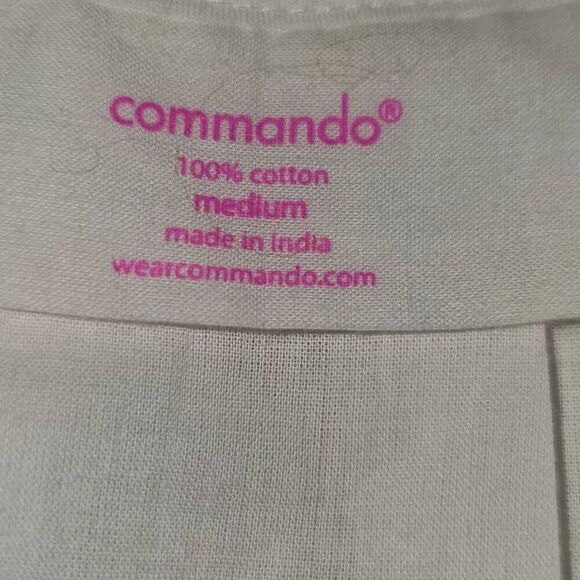 commando®
100% cotton
medium
made in India
wearcommando.com